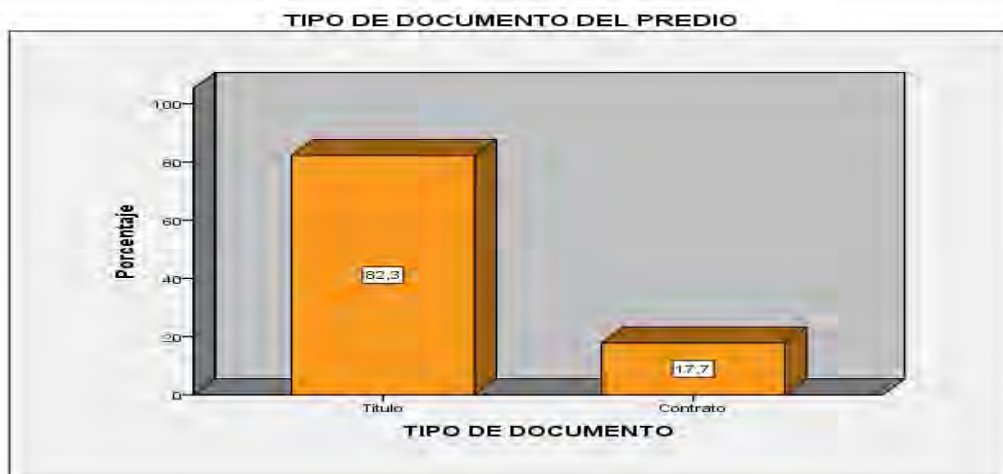 TIPO DE DOCUMENTO DEL PREDIO
Porcentaje
100
80
60
40
20
0
82,3
17,7
Título
Contrato
TIPO DE DOCUMENTO